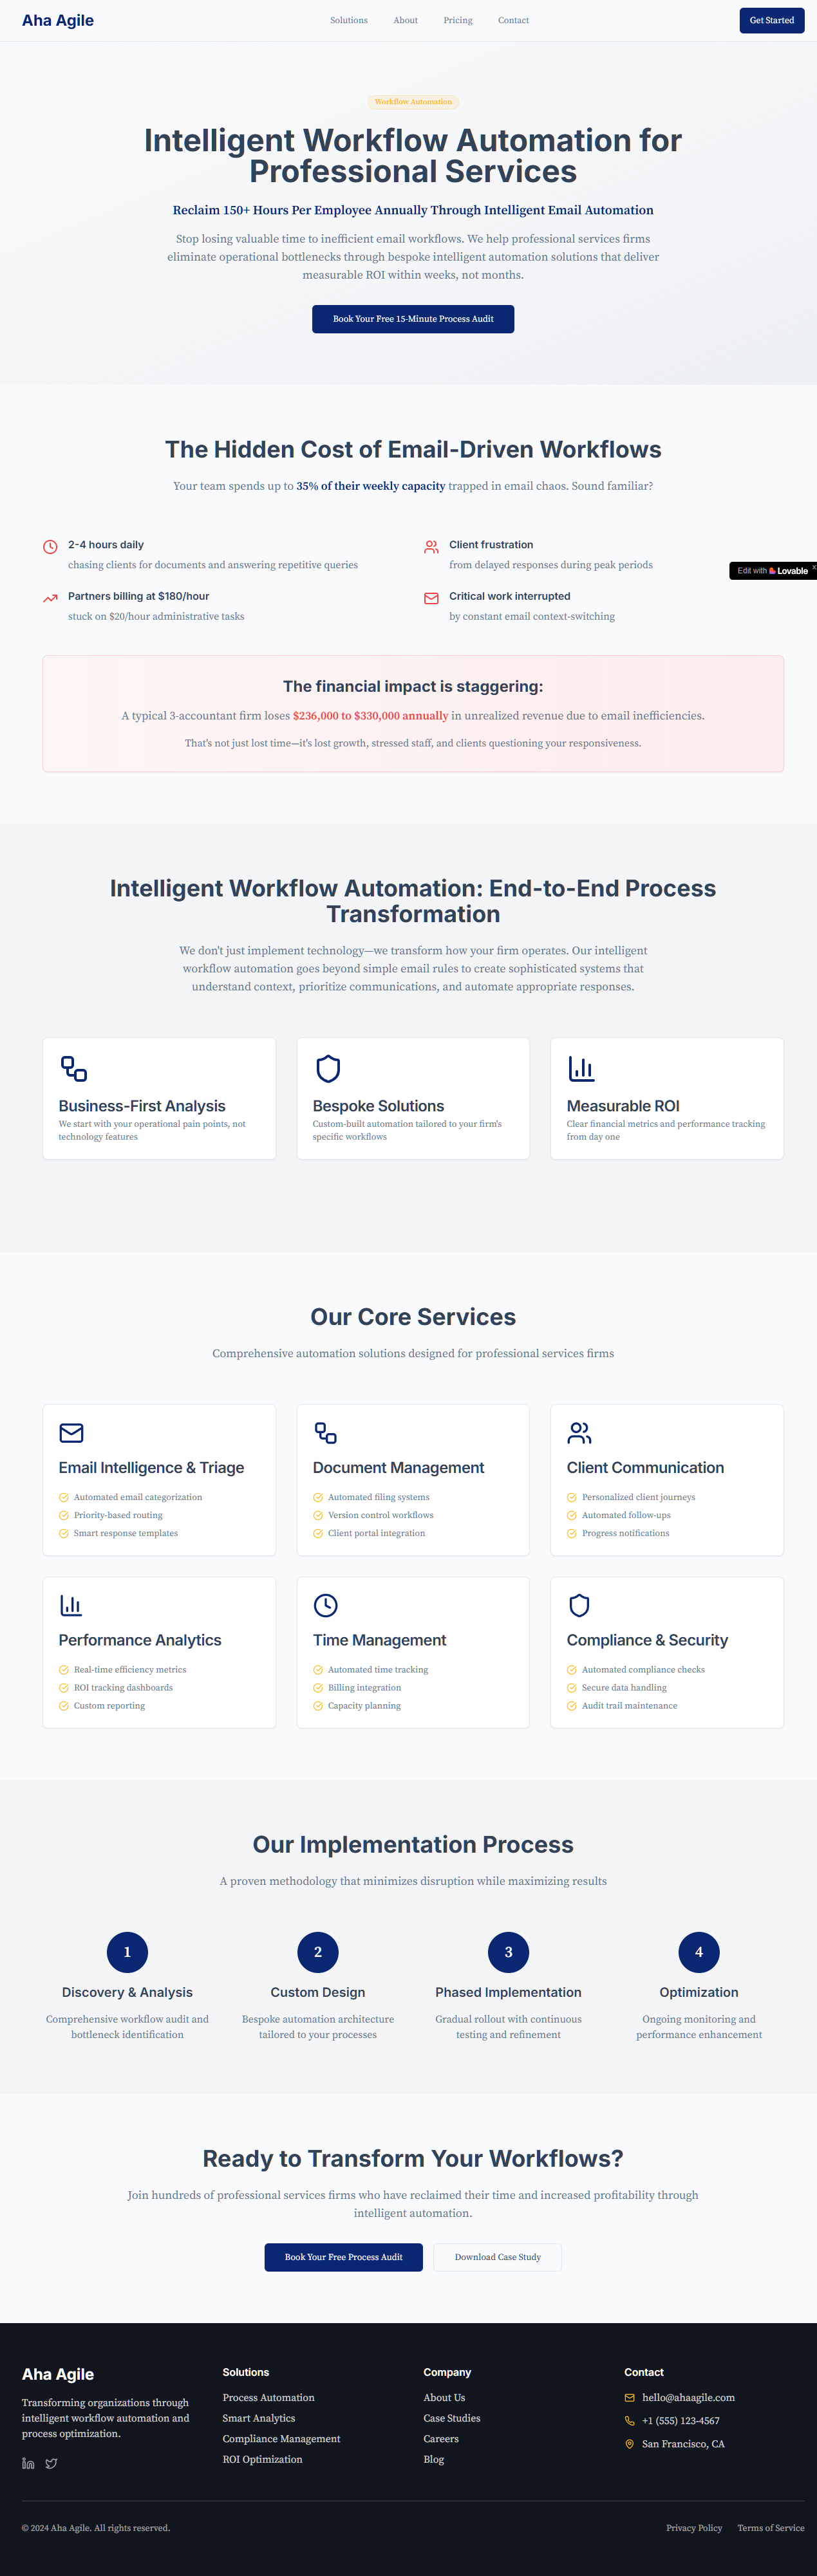 Aha Agile
Solutions
About
Pricing
Contact
Get Started
Workflow Automation
Intelligent Workflow Automation for
Professional Services
Reclaim 150+ Hours Per Employee Annually Through Intelligent Email Automation
Stop losing valuable time to inefficient email workflows. We help professional services firms
eliminate operational bottlenecks through bespoke intelligent automation solutions that deliver
measurable ROI within weeks, not months.
Book Your Free 15-Minute Process Audit
The Hidden Cost of Email-Driven Workflows
Your team spends up to 35% of their weekly capacity trapped in email chaos. Sound familiar?
2-4 hours daily
chasing clients for documents and answering repetitive queries
Client frustration
from delayed responses during peak periods
Edit with Lovable x
Partners billing at $180/hour
stuck on $20/hour administrative tasks
Critical work interrupted
by constant email context-switching
The financial impact is staggering:
A typical 3-accountant firm loses $236,000 to $330,000 annually in unrealized revenue due to email inefficiencies.
That's not just lost time—it's lost growth, stressed staff, and clients questioning your responsiveness.
Intelligent Workflow Automation: End-to-End Process
Transformation
We don't just implement technology—we transform how your firm operates. Our intelligent
workflow automation goes beyond simple email rules to create sophisticated systems that
understand context, prioritize communications, and automate appropriate responses.
Business-First Analysis
We start with your operational pain points, not
technology features
Bespoke Solutions
Custom-built automation tailored to your firm's
specific workflows
Measurable ROI
Clear financial metrics and performance tracking
from day one
Our Core Services
Comprehensive automation solutions designed for professional services firms
Email Intelligence & Triage
Automated email categorization
Priority-based routing
Smart response templates
Document Management
Automated filing systems
Version control workflows
Client portal integration
Client Communication
Personalized client journeys
Automated follow-ups
Progress notifications
Performance Analytics
Real-time efficiency metrics
ROI tracking dashboards
Custom reporting
Time Management
Automated time tracking
Billing integration
Capacity planning
Compliance & Security
Automated compliance checks
Secure data handling
Audit trail maintenance
Our Implementation Process
A proven methodology that minimizes disruption while maximizing results
1
Discovery & Analysis
Comprehensive workflow audit and
bottleneck identification
2
Custom Design
Bespoke automation architecture
tailored to your processes
3
Phased Implementation
Gradual rollout with continuous
testing and refinement
4
Optimization
Ongoing monitoring and
performance enhancement
Ready to Transform Your Workflows?
Join hundreds of professional services firms who have reclaimed their time and increased profitability through
intelligent automation.
Book Your Free Process Audit
Download Case Study
Aha Agile
Transforming organizations through
intelligent workflow automation and
process optimization.
Solutions
Process Automation
Smart Analytics
Compliance Management
ROI Optimization
Company
About Us
Case Studies
Careers
Blog
Contact
hello@ahaagile.com
+1 (555) 123-4567
San Francisco, CA
© 2024 Aha Agile. All rights reserved.
Privacy Policy
Terms of Service